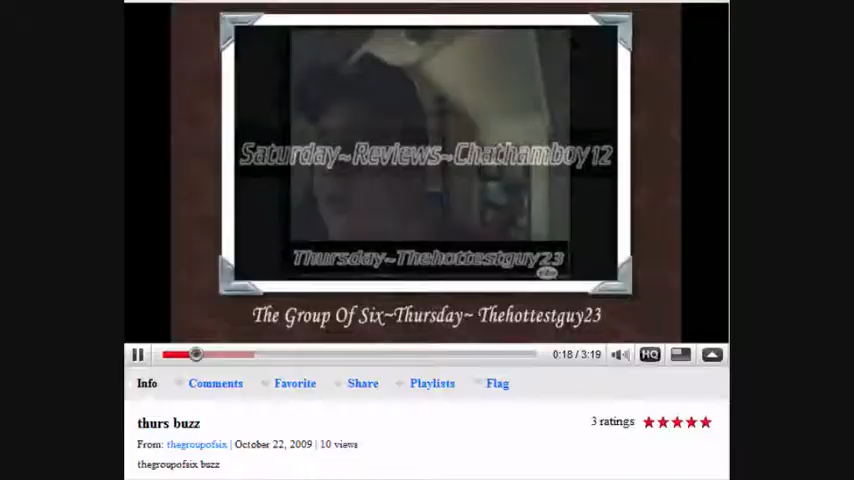 Saturday~Reviews~Chathamboy12
Thursday~Thehottestguy23
The Group Of Six~Thursday~ Thehottestguy23
0:18 / 3:19
HQ
Info
Comments
Favorite
Share
Playlists
Flag
thurs buzz
3 ratings
From: thegroupofsix | October 22, 2009 | 10 views
thegroupofsix buzz